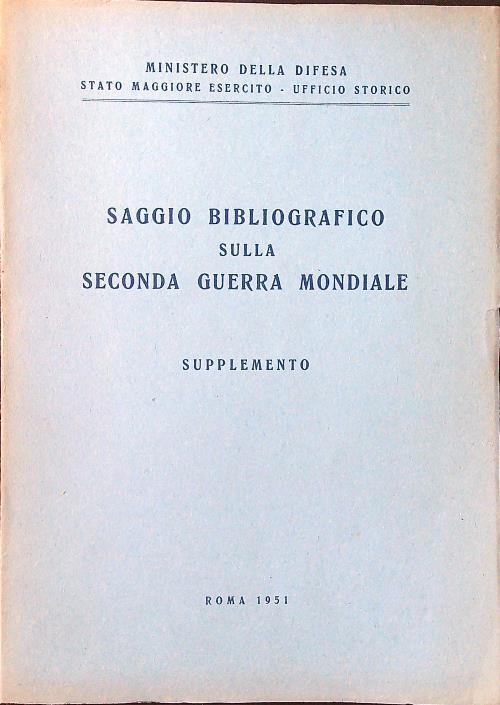 MINISTERO DELLA DIFESA
STATO MAGGIORE ESERCITO - UFFICIO STORICO
SAGGIO BIBLIOGRAFICO
SULLA
SECONDA GUERRA MONDIALE
SUPPLEMENTO
ROMA 1951